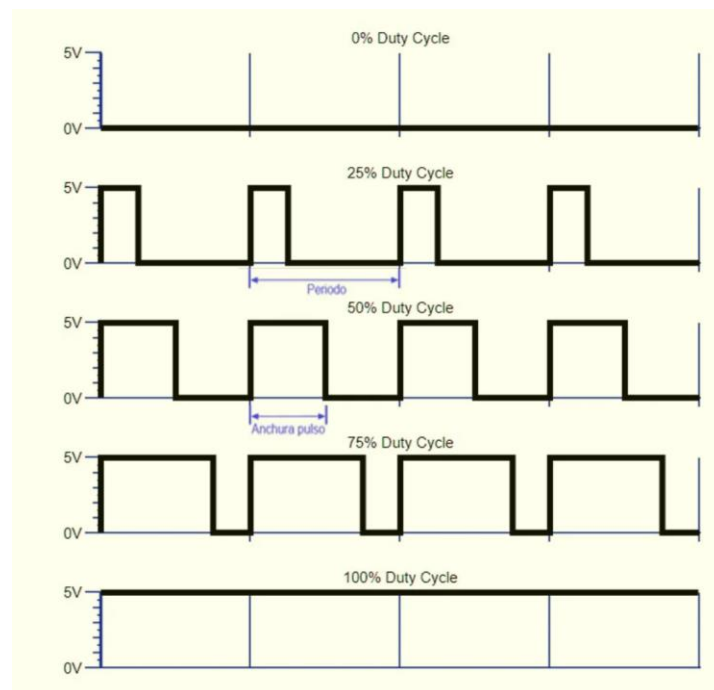 0% Duty Cycle
5V
0V
25% Duty Cycle
5V
0V
Periodo
50% Duty Cycle
5V
0V
Anchura pulso
75% Duty Cycle
5V
0V
100% Duty Cycle
5V
0V